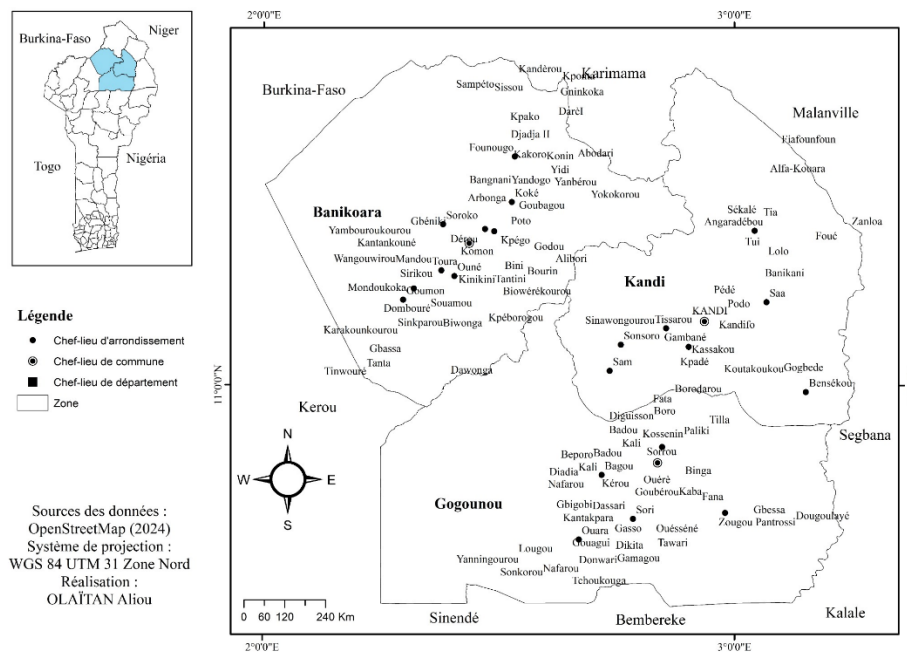 Niger
Burkina-Faso
Togo
Nigéria
Légende
Chef-lieu d'arrondissement
Chef-lieu de commune
Chef-lieu de département
Zone
N
W E
S
Sources des données :
OpenStreetMap (2024)
Système de projection :
WGS 84 UTM 31 Zone Nord
Réalisation :
OLAÏTAN Aliou
2°0'0"E 3°0'0"E
Burkina-Faso
Kandèrou
Kpoma
Karimama
Sampéto Sissou
Gninkoka
Darèl
Malanville
Kpako
Djadja II
Fiafounfoun
Founougo
Kakoro Konin Abodari
Yidi
Alfa-Kouara
Bangnani Yandogo Yanbérou
Arbonga Koké Yokokorou
Goubagou
Banikoara
Soroko
Gbéniki
Poto
Sékalé Tia
Angaradébou
Zanloa
Yambouroukourou
Dérou Kpégo
Tui
Foué
Kantankouné
Komon Godou
Lolo
Wangouwirou Mandou Toura Ouné Bini Alibori
Sirikou Kinikini Tantini Bourin
Banikani
Kandi
Mondoukoka Goumon Biowèrékourou
Pédé
Saa
Dombouré Souamou
Podo
KANDI
Sinkparou Biwonga Kpéborogou
Sinawongourou Tissarou
Kandifo
Karakounkourou
Sonsoro Gambané
Kassakou
Gbassa
Kpadé
Tanta
Tinwouré
Dawonga
Sam
Koutakoukou Gogbede
Bensékou
11°0'0"N
Borodarou
Kerou
Fata
Diguisson Boro
Tilla
Badou Kossenin Paliki
Segbana
Kali
Beporo Badou Sorrou
Diadia Kali Bagou
Binga
Nafarou Kérou Ouèrè
Goubérou Kaba
Fana
Gogounou
Gbigobi Dassari
Sori
Gbessa
Dougoulayé
Kantakpara
Zougou Pantrossi
Ouara Gasso Ouésséné
Gouagui
Lougou
Dikita Tawari
Yanningourou
Donwari Gamagou
Sonkorou Nafarou
Tchoukouga
Sinendé
Bembereke
Kalale
0 60 120 240 Km
2°0'0"E 3°0'0"E